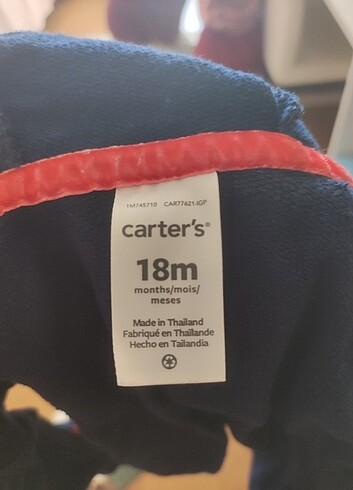 1M745710 CAR77621-IGP
carter's®
18m
months/mois/
meses
Made in Thailand
Fabriqué en Thaïlande
Hecho en Tailandia